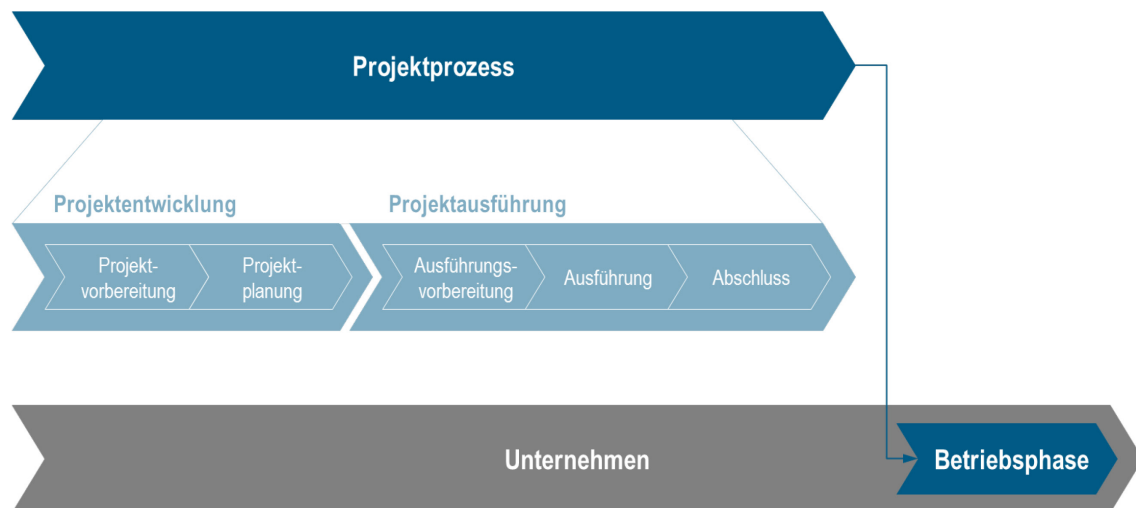 Projektprozess
Projektentwicklung
Projektausführung
Projekt-
vorbereitung
Projekt-
planung
Ausführungs-
vorbereitung
Ausführung
Abschluss
Unternehmen
Betriebsphase